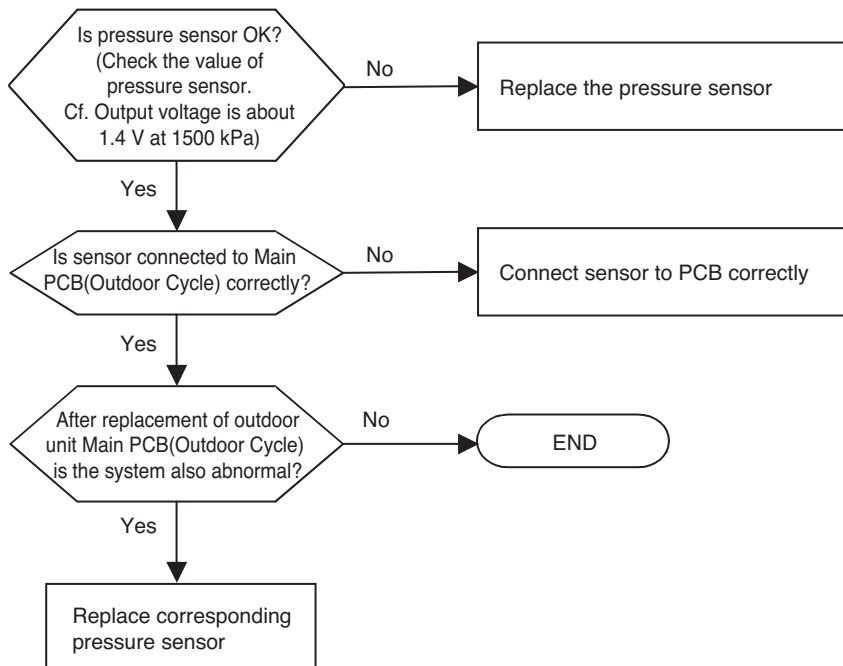 Is pressure sensor OK?
(Check the value of
pressure sensor.
Cf. Output voltage is about
1.4 V at 1500 kPa)
No
Replace the pressure sensor
Yes
Is sensor connected to Main
PCB(Outdoor Cycle) correctly?
No
Connect sensor to PCB correctly
Yes
After replacement of outdoor
unit Main PCB(Outdoor Cycle)
is the system also abnormal?
No
END
Yes
Replace corresponding
pressure sensor